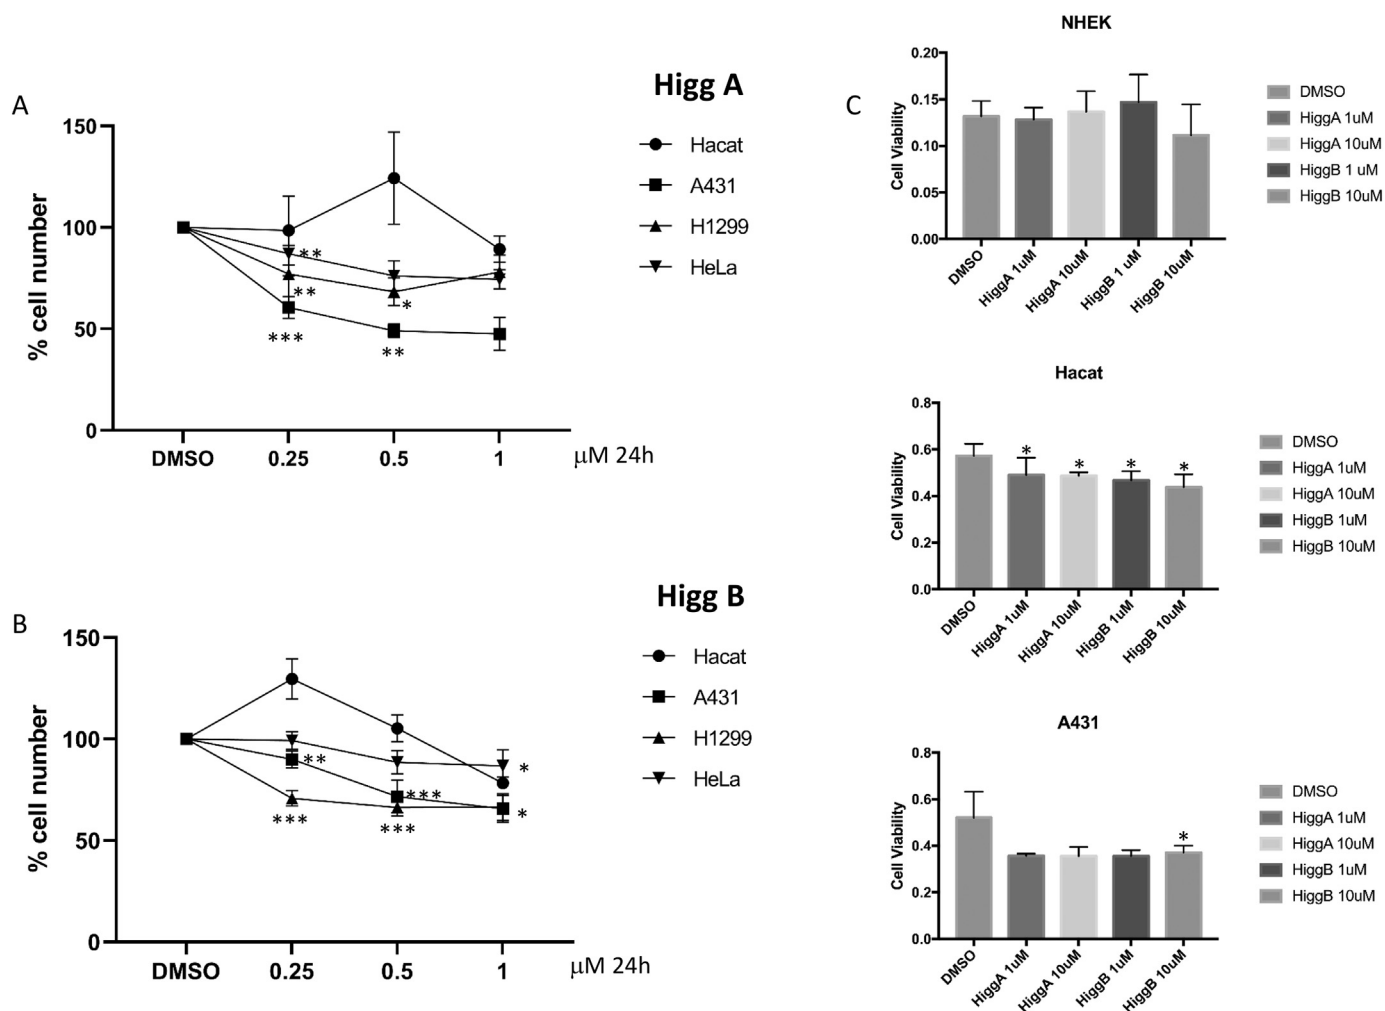 A
Higg A
150
100
50
0
% cell number
Hacat
A431
H1299
HeLa
**
**
*
***
**
DMSO
0.25
0.5
1
μM 24h
B
Higg B
150
100
50
0
% cell number
Hacat
A431
H1299
HeLa
**
***
***
***
*
*
DMSO
0.25
0.5
1
μM 24h
C
NHEK
0.20
0.15
0.10
0.05
0.00
Cell Viability
DMSO
HiggA 1uM
HiggA 10uM
HiggB 1 uM
HiggB 10uM
DMSO
HiggA 1uM
HiggA 10uM
HiggB 1 uM
HiggB 10uM
Hacat
0.8
0.6
0.4
0.2
0.0
Cell Viability
*
*
*
*
DMSO
HiggA 1uM
HiggA 10uM
HiggB 1uM
HiggB 10uM
DMSO
HiggA 1uM
HiggA 10uM
HiggB 1uM
HiggB 10uM
A431
0.8
0.6
0.4
0.2
0.0
Cell Viability
*
DMSO
HiggA 1uM
HiggA 10uM
HiggB 1uM
HiggB 10uM
DMSO
HiggA 1uM
HiggA 10uM
HiggB 1uM
HiggB 10uM